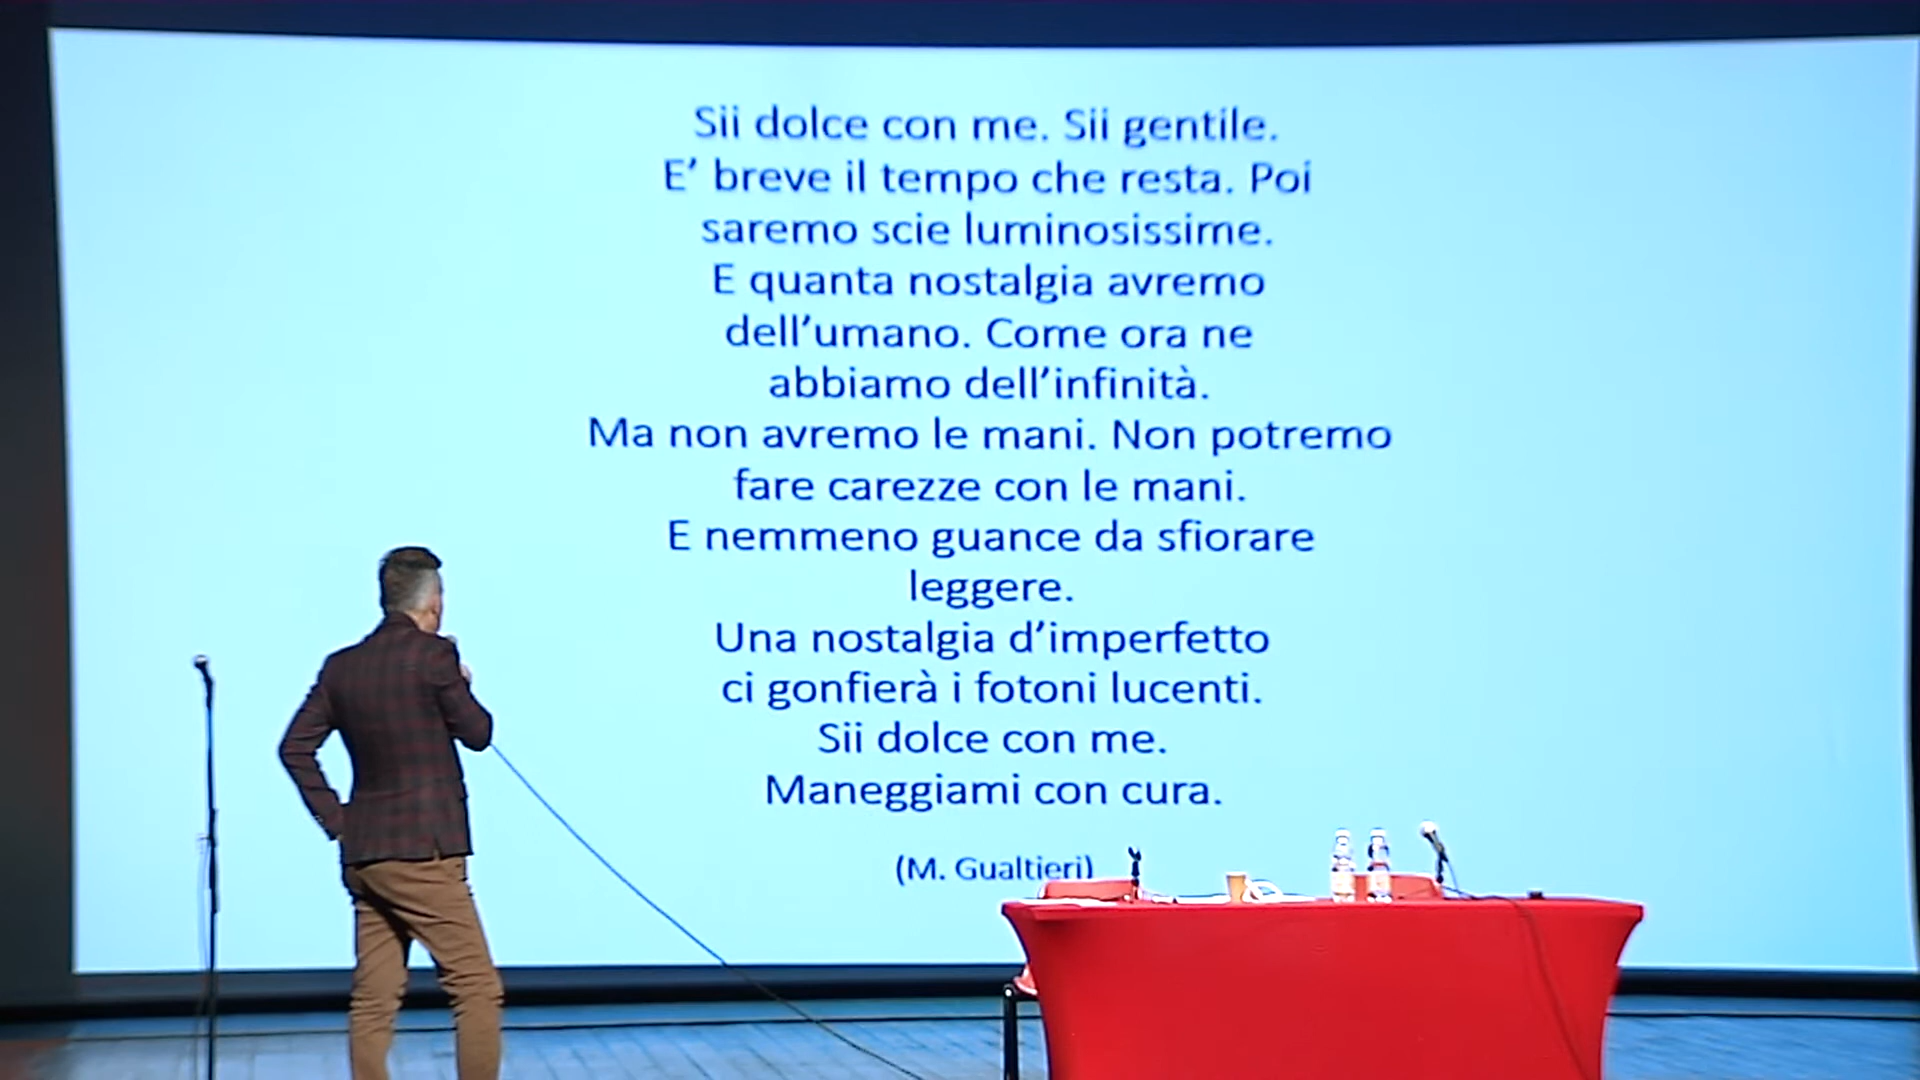 Sii dolce con me. Sii gentile.
E' breve il tempo che resta. Poi
saremo scie luminosissime.
E quanta nostalgia avremo
dell'umano. Come ora ne
abbiamo dell'infinità.
Ma non avremo le mani. Non potremo
fare carezze con le mani.
E nemmeno guance da sfiorare
leggere.
Una nostalgia d'imperfetto
ci gonfierà i fotoni lucenti.
Sii dolce con me.
Maneggiami con cura.
(M. Gualtieri)